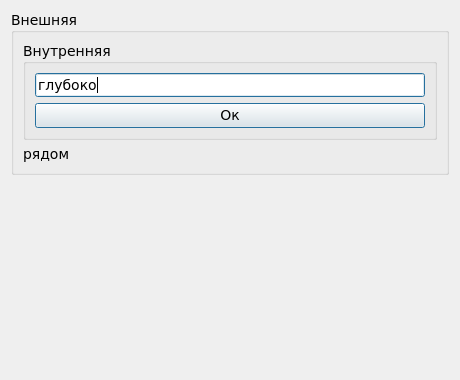 Внешняя
Внутренняя
глубоко
Ок
рядом